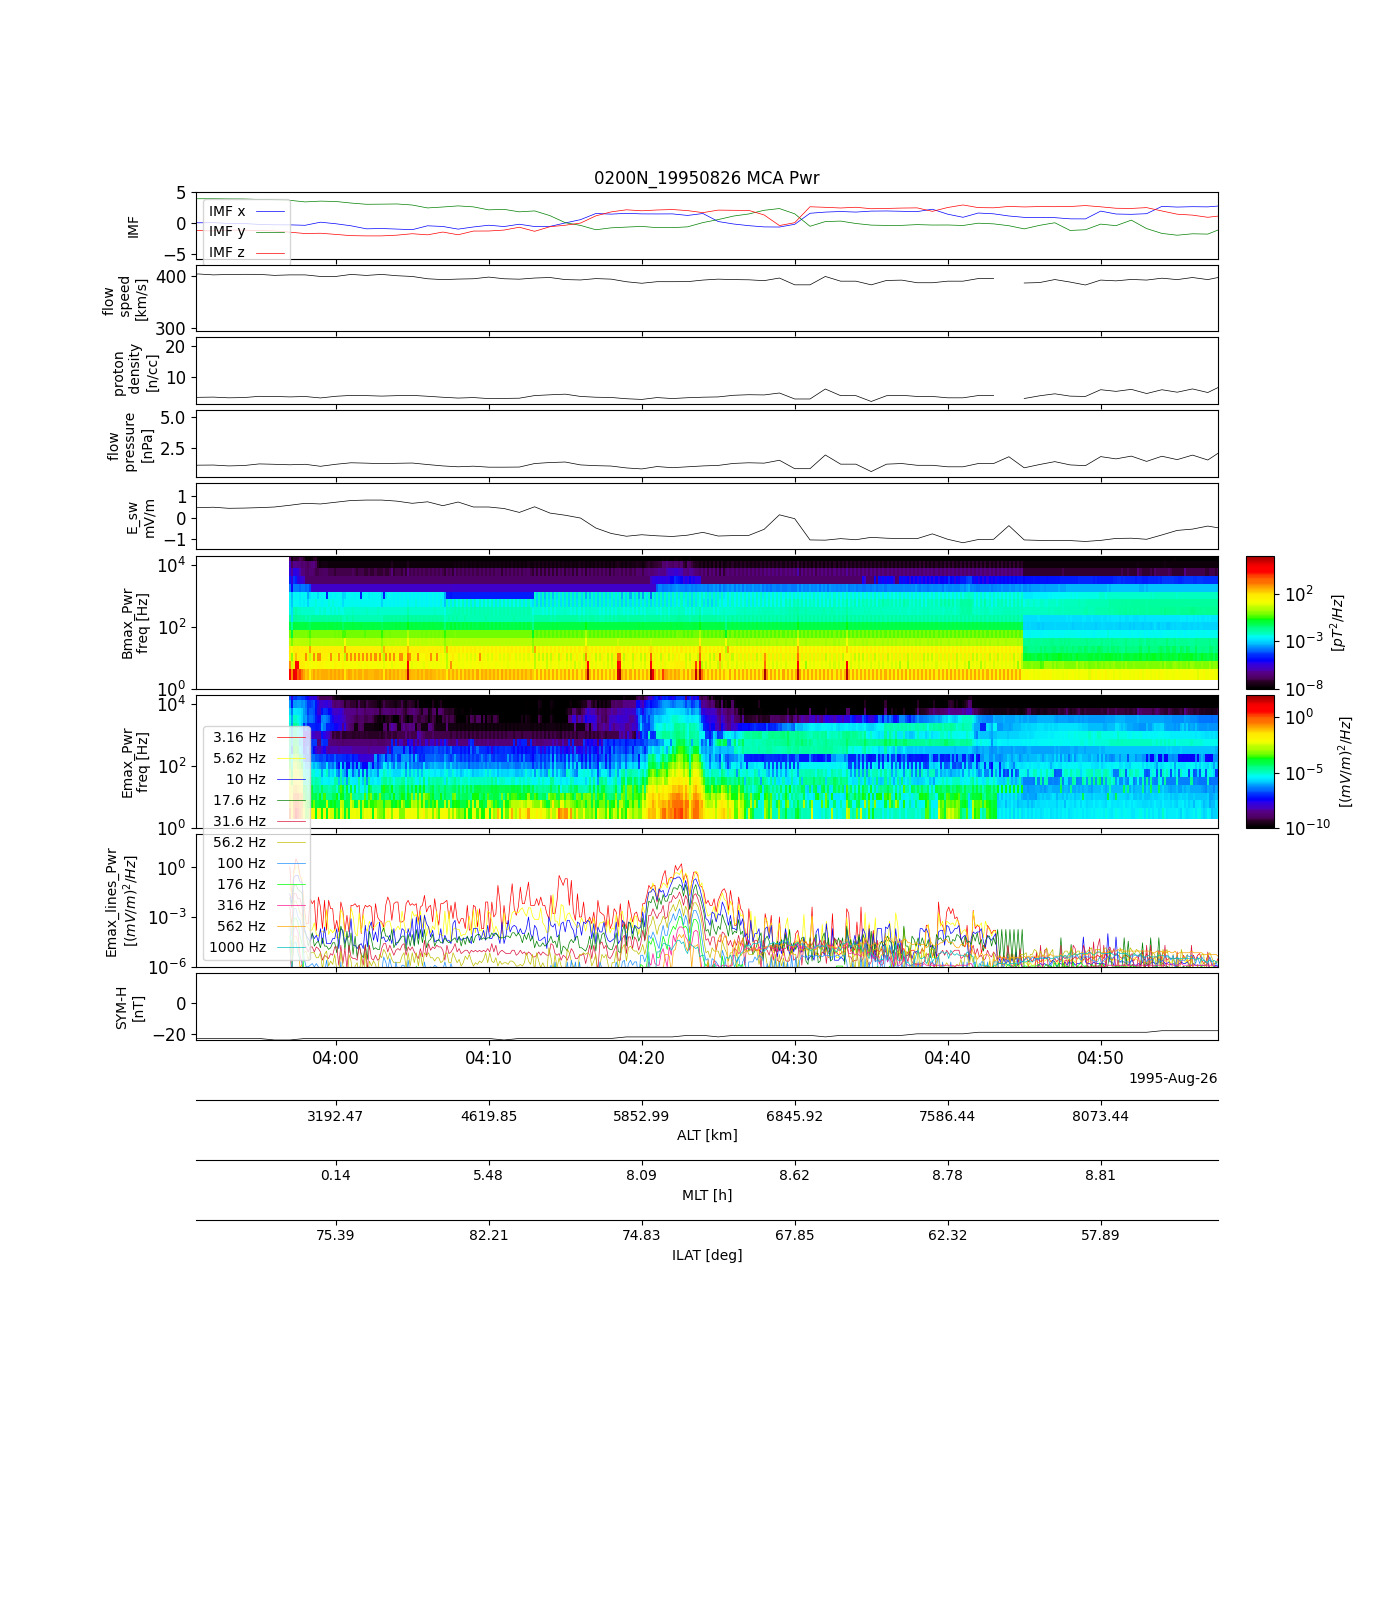 0200N_19950826 MCA Pwr
IMF
5
0
−5
IMF x
IMF y
IMF z
flow
speed
[km/s]
400
300
proton
density
[n/cc]
20
10
flow
pressure
[nPa]
5.0
2.5
E_sw
mV/m
1
0
−1
Bmax_Pwr
freq [Hz]
10^4
10^2
10^0
10^2
10^−3
10^−8
[pT^2/Hz]
Emax_Pwr
freq [Hz]
10^4
10^2
10^0
10^0
10^−5
10^−10
[(mV/m)^2/Hz]
3.16 Hz
5.62 Hz
10 Hz
17.6 Hz
31.6 Hz
56.2 Hz
100 Hz
176 Hz
316 Hz
562 Hz
1000 Hz
Emax_lines_Pwr
[(mV/m)^2/Hz]
10^0
10^−3
10^−6
SYM-H
[nT]
0
−20
04:00 04:10 04:20 04:30 04:40 04:50
1995-Aug-26
3192.47 4619.85 5852.99 6845.92 7586.44 8073.44
ALT [km]
0.14 5.48 8.09 8.62 8.78 8.81
MLT [h]
75.39 82.21 74.83 67.85 62.32 57.89
ILAT [deg]